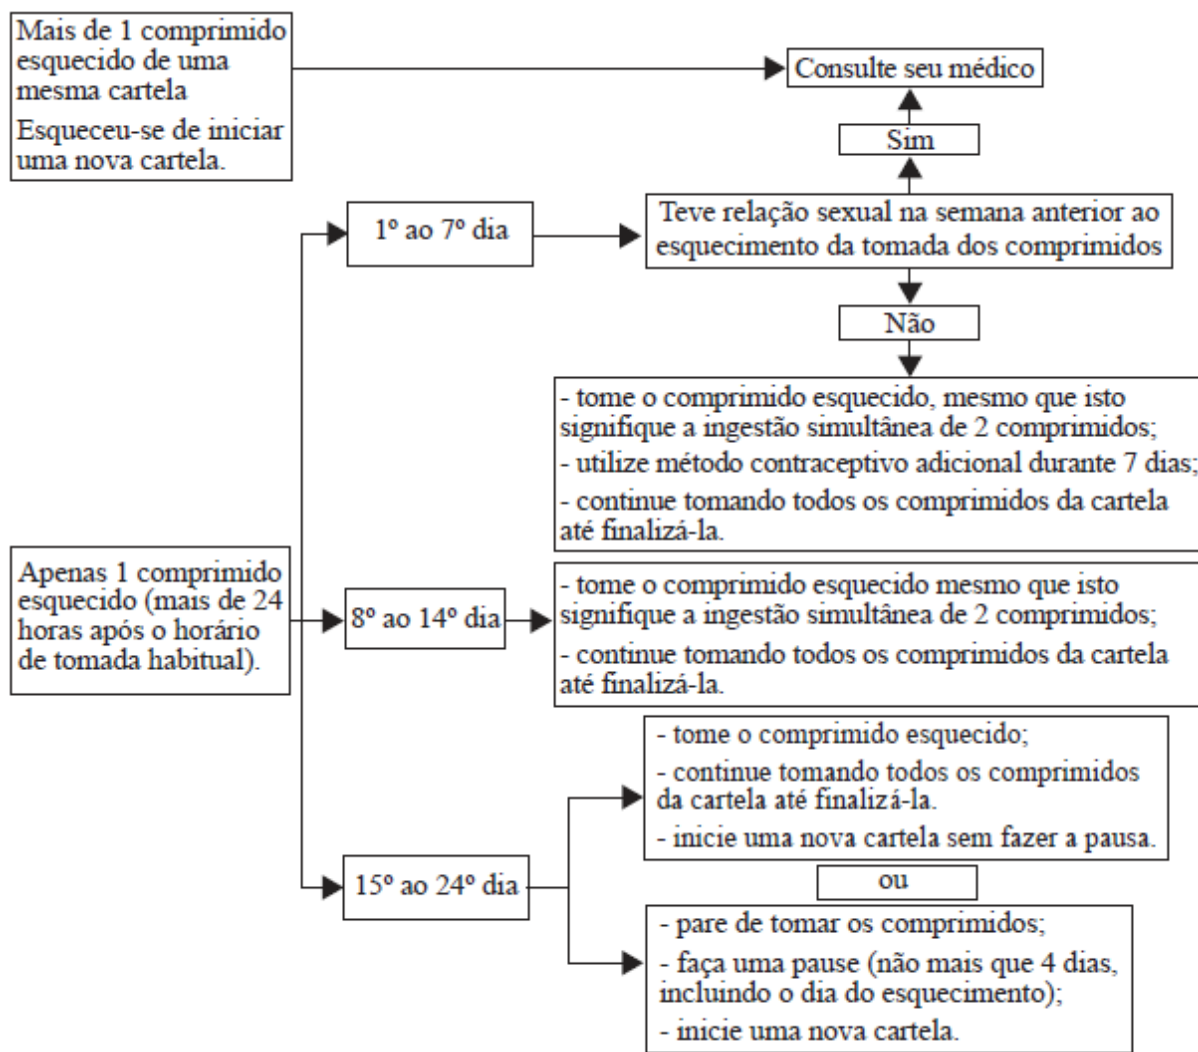 Mais de 1 comprimido
esquecido de uma
mesma cartela
Esqueceu-se de iniciar
uma nova cartela.
Consulte seu médico
Sim
1º ao 7º dia
Teve relação sexual na semana anterior ao
esquecimento da tomada dos comprimidos
Não
- tome o comprimido esquecido, mesmo que isto
signifique a ingestão simultânea de 2 comprimidos;
- utilize método contraceptivo adicional durante 7 dias;
- continue tomando todos os comprimidos da cartela
até finalizá-la.
Apenas 1 comprimido
esquecido (mais de 24
horas após o horário
de tomada habitual).
8º ao 14º dia
- tome o comprimido esquecido mesmo que isto
signifique a ingestão simultânea de 2 comprimidos;
- continue tomando todos os comprimidos da cartela
até finalizá-la.
15º ao 24º dia
- tome o comprimido esquecido;
- continue tomando todos os comprimidos
da cartela até finalizá-la.
- inicie uma nova cartela sem fazer a pausa.
ou
- pare de tomar os comprimidos;
- faça uma pause (não mais que 4 dias,
incluindo o dia do esquecimento);
- inicie uma nova cartela.